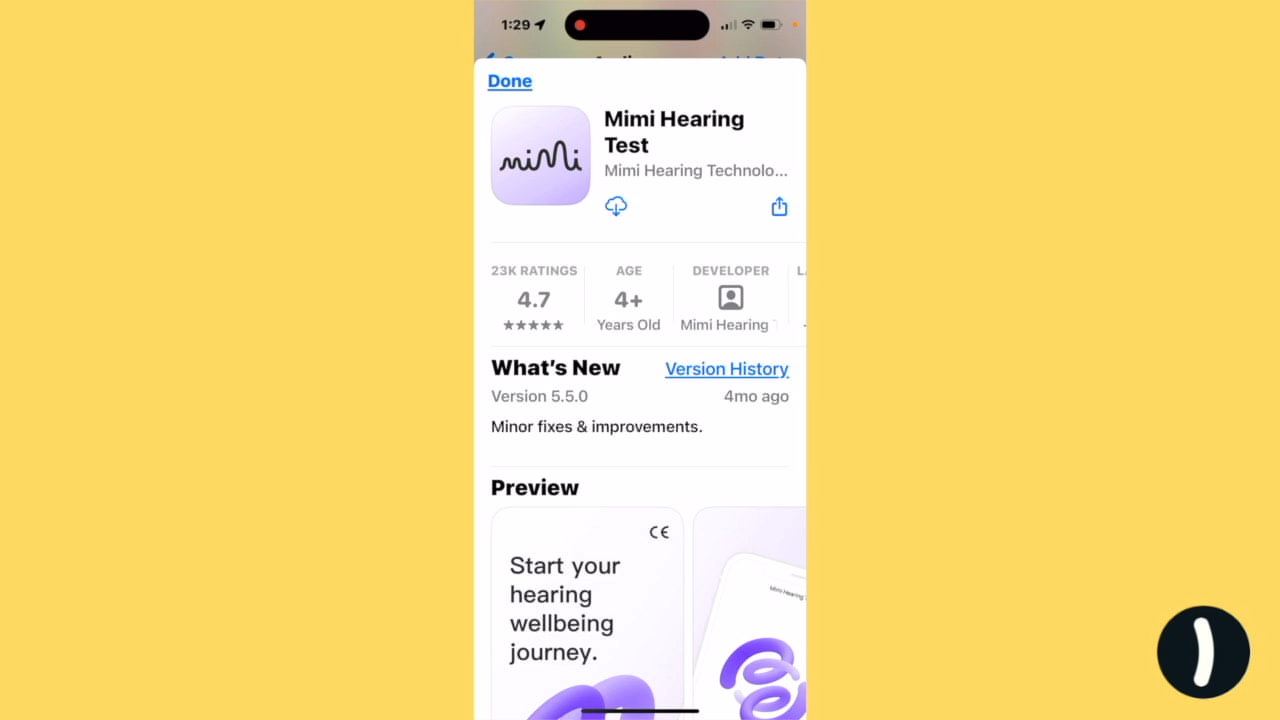 1:29
Done
mimi
Mimi Hearing
Test
Mimi Hearing Technolo...
23K RATINGS
4.7
★★★★★
AGE
4+
Years Old
DEVELOPER
Mimi Hearing
What's New
Version History
Version 5.5.0
4mo ago
Minor fixes & improvements.
Preview
CE
Start your
hearing
wellbeing
journey.
Mimi Hearing